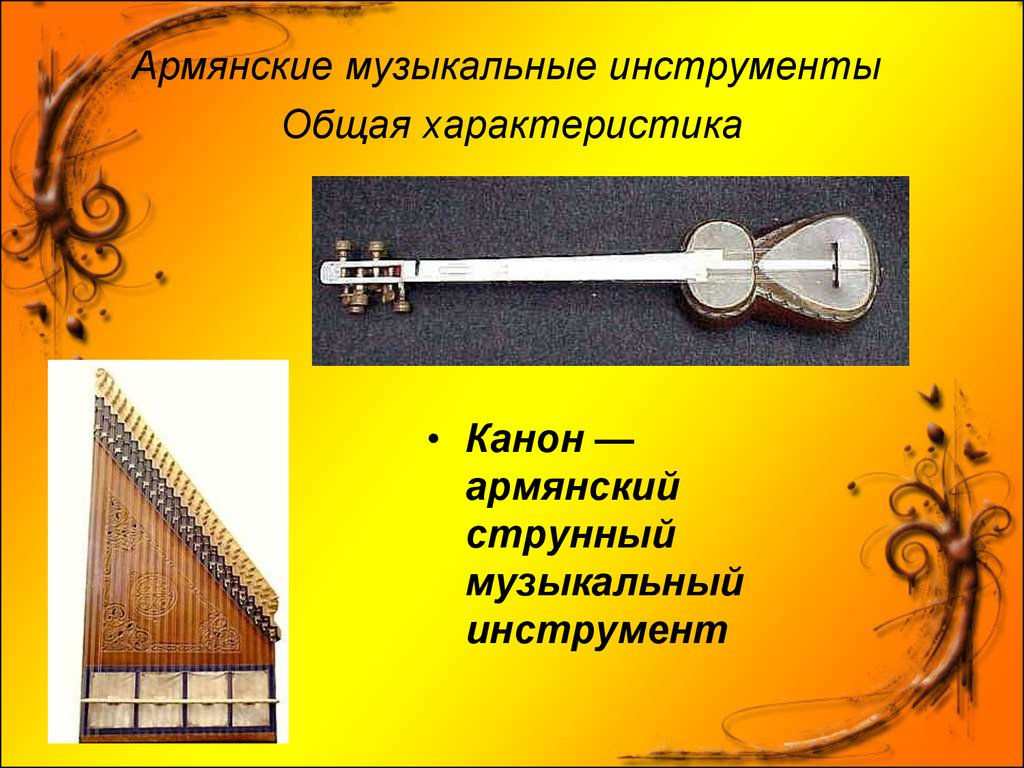 Армянские музыкальные инструменты
Общая характеристика
• Канон —
армянский
струнный
музыкальный
инструмент